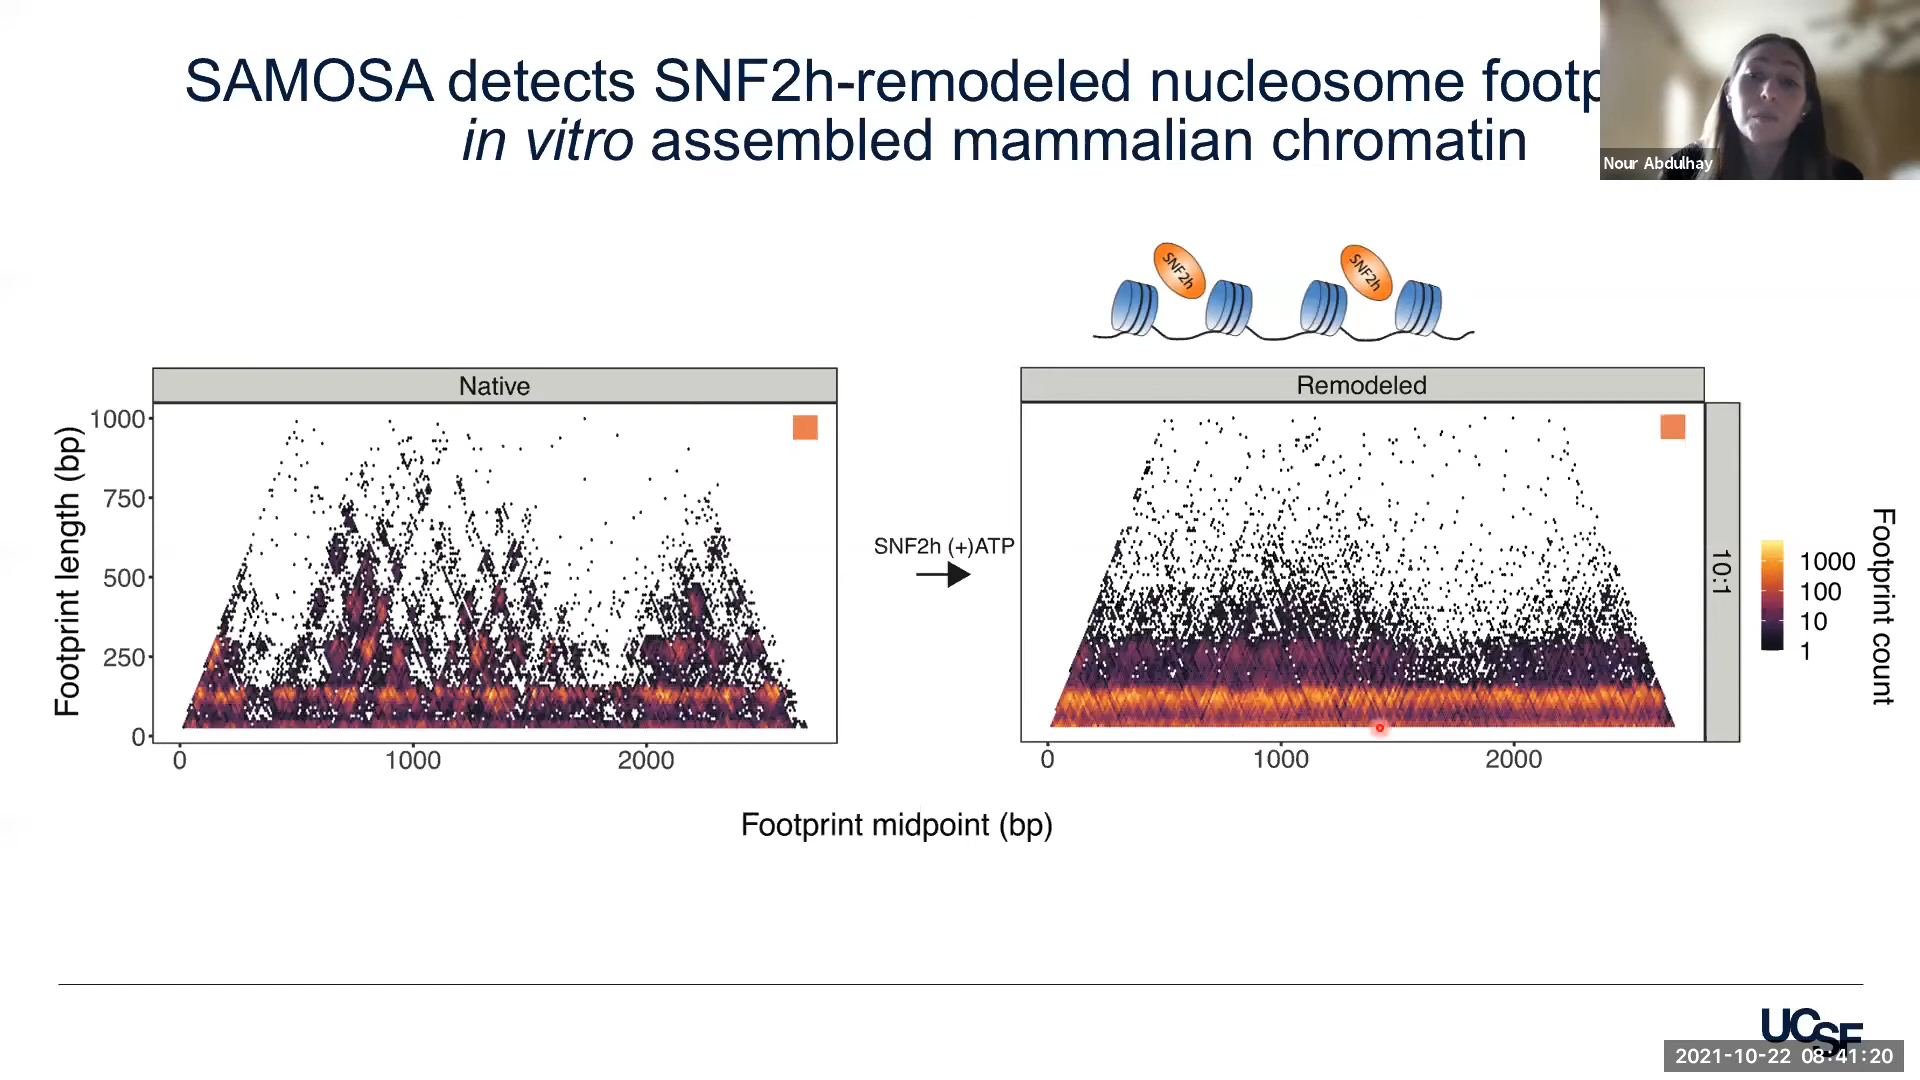 SAMOSA detects SNF2h-remodeled nucleosome footp
in vitro assembled mammalian chromatin
Nour Abdulhay
SNF2h
SNF2h
Native
Remodeled
Footprint length (bp)
1000
750
500
250
0
0
1000
2000
SNF2h (+)ATP
0
1000
2000
10:1
1000
100
10
1
Footprint count
Footprint midpoint (bp)
UCSF
2021-10-22 08:41:20